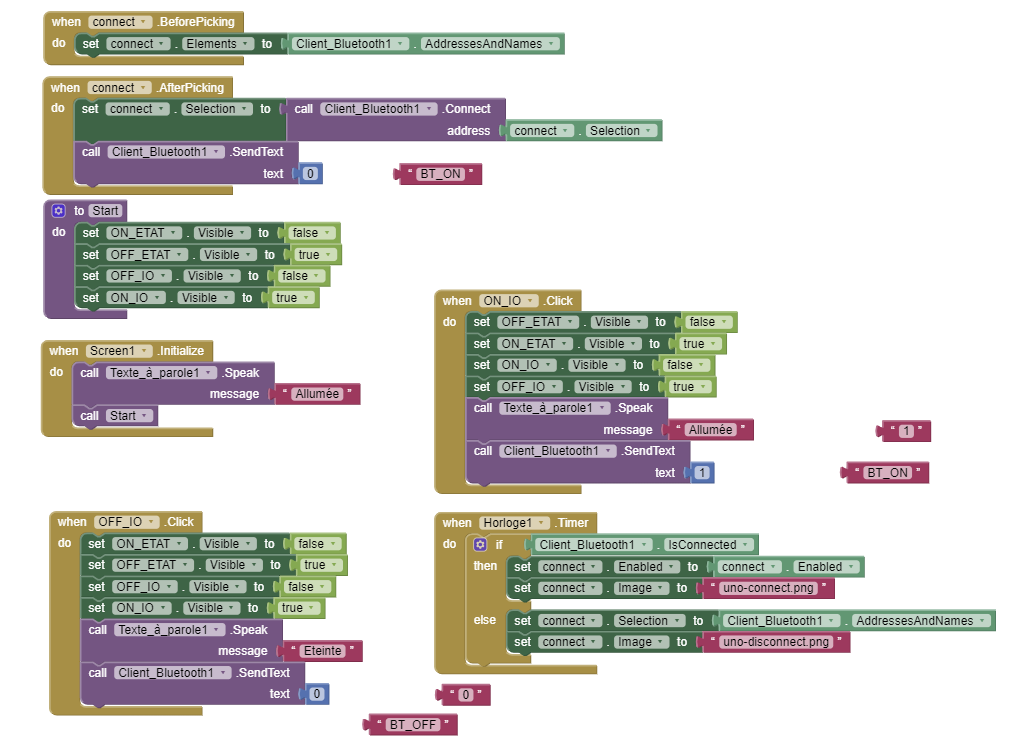 when connect .BeforePicking
do set connect . Elements to Client_Bluetooth1 . AddressesAndNames
when connect .AfterPicking
do set connect . Selection to call Client_Bluetooth1 .Connect
address connect . Selection
call Client_Bluetooth1 .SendText
text 0
“ BT_ON ”
to Start
do set ON_ETAT . Visible to false
set OFF_ETAT . Visible to true
set OFF_IO . Visible to false
set ON_IO . Visible to true
when Screen1 .Initialize
do call Texte_à_parole1 .Speak
message “ Allumée ”
call Start
when ON_IO .Click
do set OFF_ETAT . Visible to false
set ON_ETAT . Visible to true
set ON_IO . Visible to false
set OFF_IO . Visible to true
call Texte_à_parole1 .Speak
message “ Allumée ”
call Client_Bluetooth1 .SendText
text 1
“ 1 ”
“ BT_ON ”
when OFF_IO .Click
do set ON_ETAT . Visible to false
set OFF_ETAT . Visible to true
set OFF_IO . Visible to false
set ON_IO . Visible to true
call Texte_à_parole1 .Speak
message “ Eteinte ”
call Client_Bluetooth1 .SendText
text 0
when Horloge1 .Timer
do if Client_Bluetooth1 . IsConnected
then set connect . Enabled to connect . Enabled
set connect . Image to “ uno-connect.png ”
else set connect . Selection to Client_Bluetooth1 . AddressesAndNames
set connect . Image to “ uno-disconnect.png ”
“ 0 ”
“ BT_OFF ”